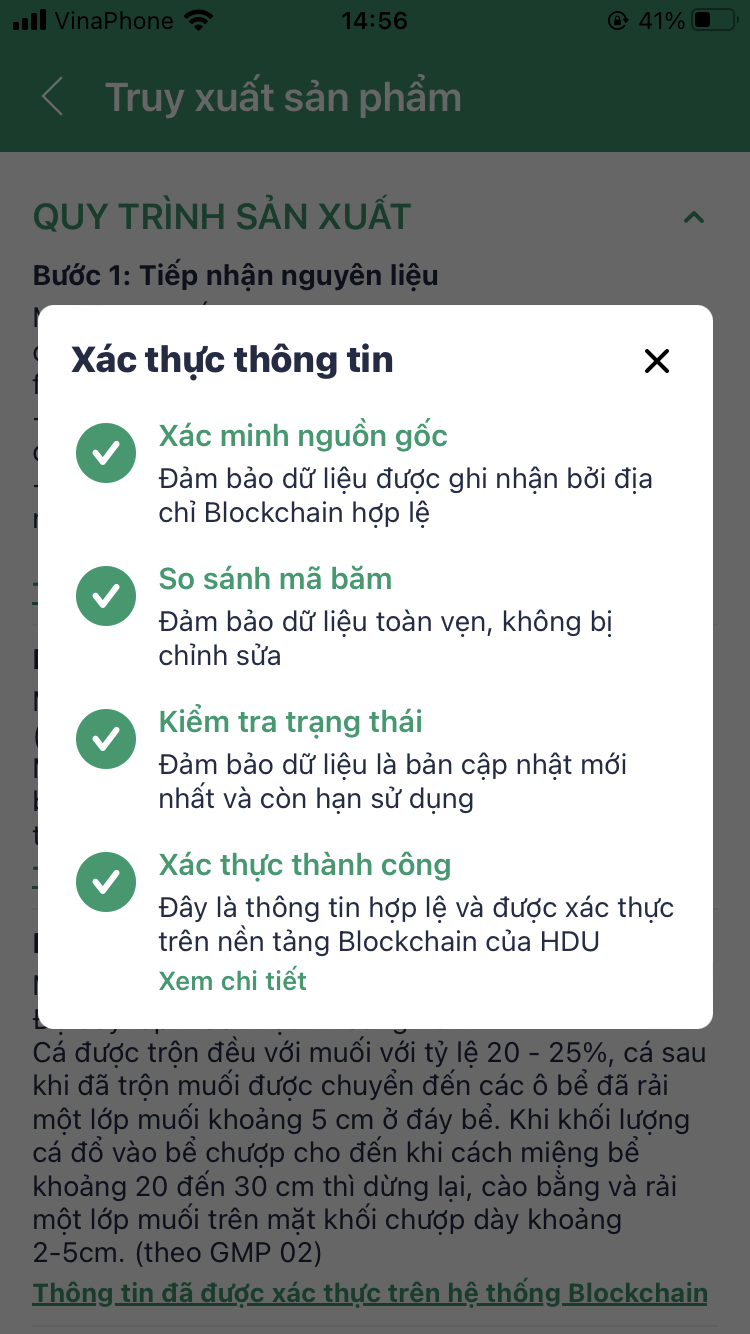 VinaPhone 14:56 41%
Truy xuất sản phẩm
QUY TRÌNH SẢN XUẤT
Bước 1: Tiếp nhận nguyên liệu
Xác thực thông tin
Xác minh nguồn gốc
Đảm bảo dữ liệu được ghi nhận bởi địa
chỉ Blockchain hợp lệ
So sánh mã băm
Đảm bảo dữ liệu toàn vẹn, không bị
chỉnh sửa
Kiểm tra trạng thái
Đảm bảo dữ liệu là bản cập nhật mới
nhất và còn hạn sử dụng
Xác thực thành công
Đây là thông tin hợp lệ và được xác thực
trên nền tảng Blockchain của HDU
Xem chi tiết
Cá được trộn đều với muối với tỷ lệ 20 - 25%, cá sau
khi đã trộn muối được chuyển đến các ô bể đã rải
một lớp muối khoảng 5 cm ở đáy bể. Khi khối lượng
cá đổ vào bể chượp cho đến khi cách miệng bể
khoảng 20 đến 30 cm thì dừng lại, cào bằng và rải
một lớp muối trên mặt khối chượp dày khoảng
2-5cm. (theo GMP 02)
Thông tin đã được xác thực trên hệ thống Blockchain